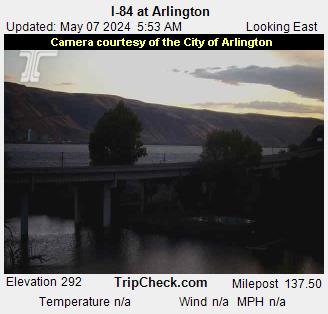 I-84 at Arlington
Updated: May 07 2024 5:53 AM Looking East
Camera courtesy of the City of Arlington
Elevation 292 TripCheck.com Milepost 137.50
Temperature n/a Wind n/a MPH n/a